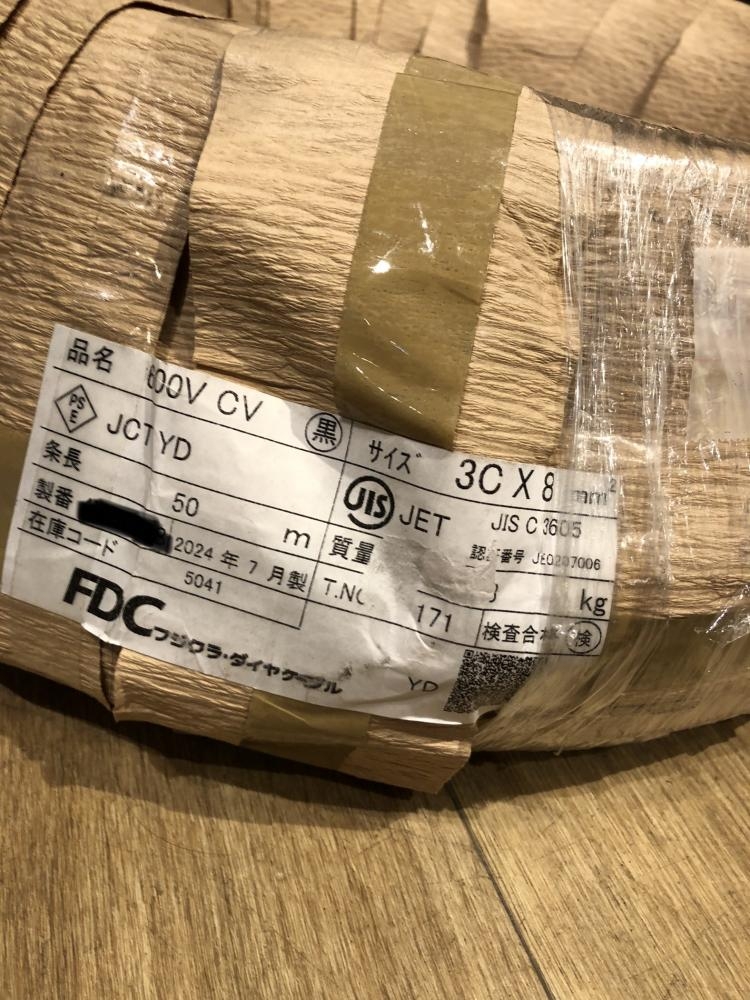 品名 600V CV 黒 サイズ 3C X 8 mm²
PS E JCTYD JIS JET JIS C 3605
認証番号 JE0207006
条長 50 m 質量 kg
製番 2024 年 7 月製 T.NO 171 検査合格 検
在庫コード 5041
FDC フジクラ・ダイヤケーブル YD